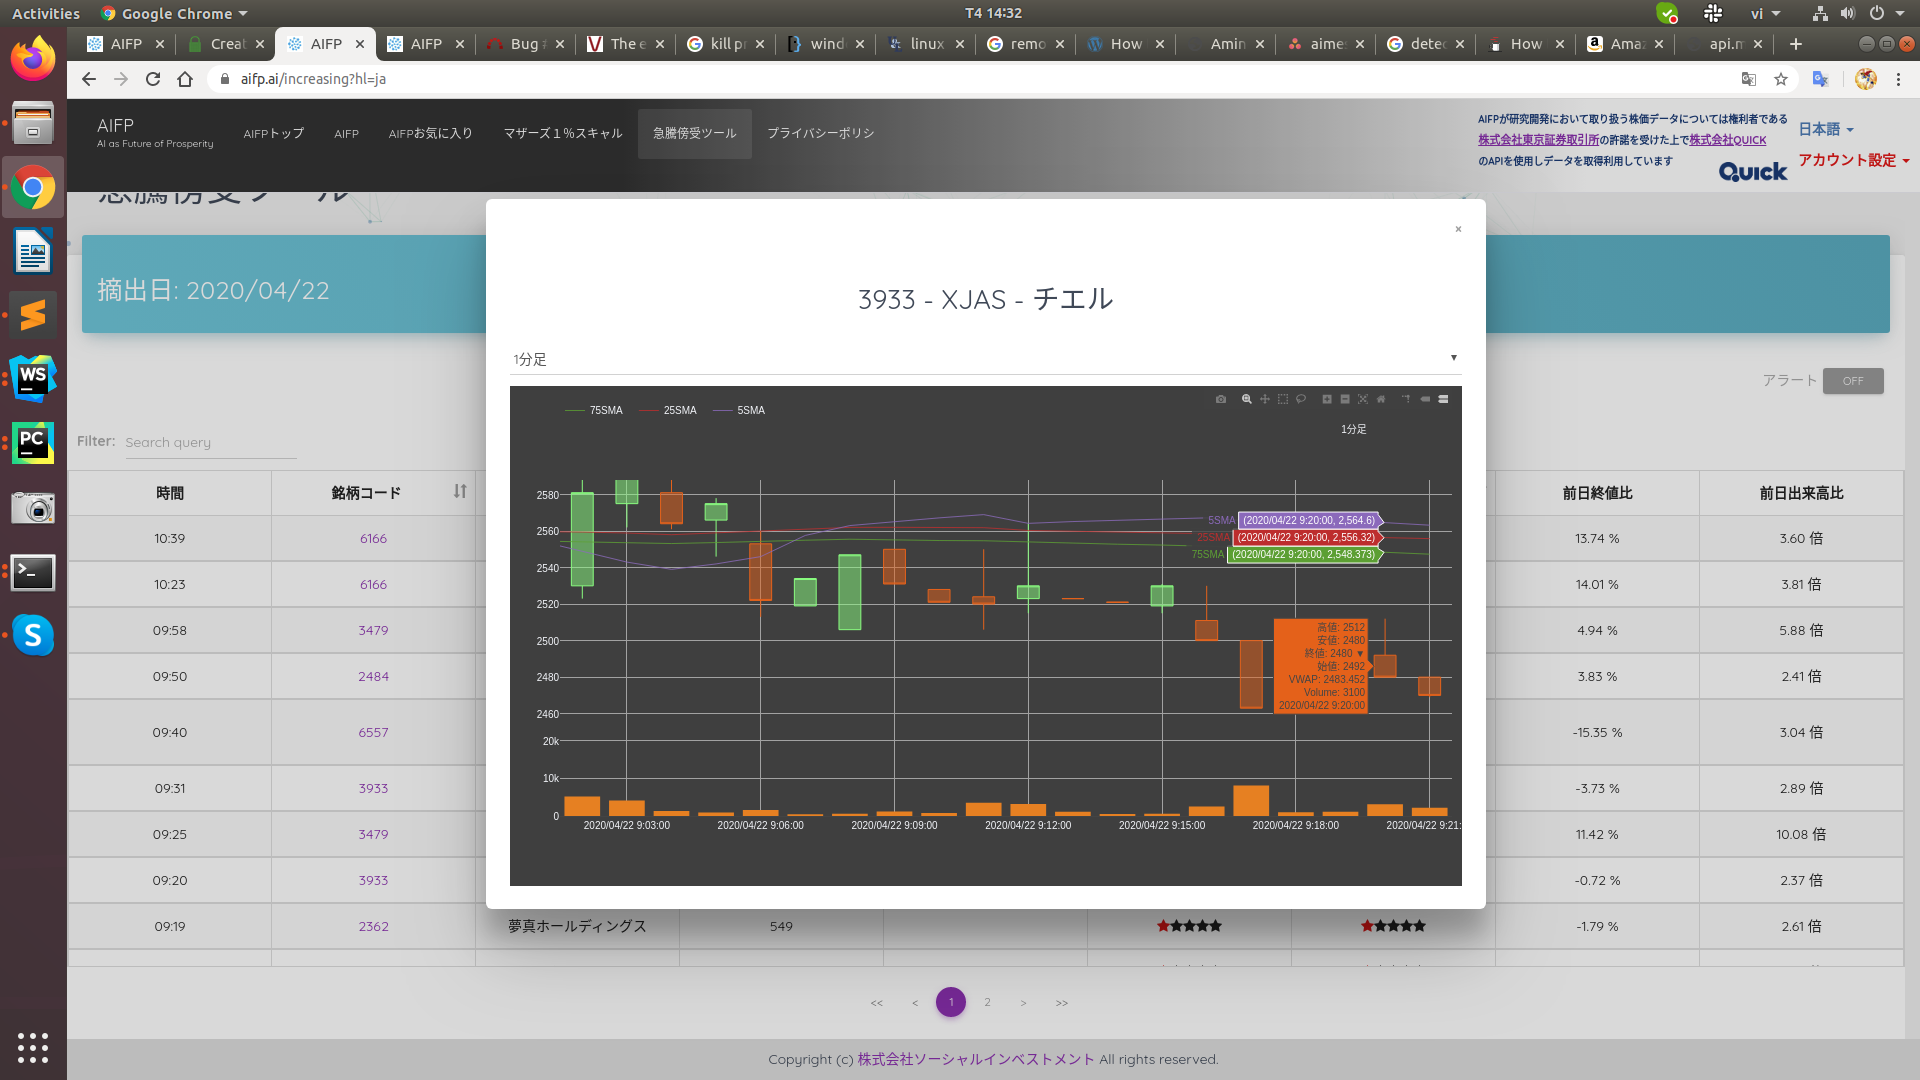 Activities
Google Chrome
T4 14:32
vi
AIFP
Creat
AIFP
AIFP
Bug
The e
kill pr
wind
linux
remo
How
Amin
aime
detec
How
Ama
api.m
aifp.ai/increasing?hl=ja
AIFP
AI as Future of Prosperity
AIFPトップ
AIFP
AIFPお気に入り
マザーズ１%スキャル
急騰傍受ツール
プライバシーポリシ
AIFPが研究開発において取り扱う株価データについては権利者である
株式会社東京証券取引所の許諾を受けた上で株式会社QUICK
のAPIを使用しデータを取得利用しています
QUICK
日本語
アカウント設定
急騰傍受ツール
摘出日: 2020/04/22
×
3933 - XJAS - チエル
1分足
アラート
OFF
Filter:
Search query
75SMA
25SMA
5SMA
1分足
2580
2560
2540
2520
2500
2480
2460
20k
10k
0
5SMA (2020/04/22 9:20:00, 2,564.6)
25SMA (2020/04/22 9:20:00, 2,556.32)
75SMA (2020/04/22 9:20:00, 2,548.373)
高値: 2512
安値: 2480
終値: 2480 ▼
始値: 2492
VWAP: 2483.452
Volume: 3100
2020/04/22 9:20:00
2020/04/22 9:03:00
2020/04/22 9:06:00
2020/04/22 9:09:00
2020/04/22 9:12:00
2020/04/22 9:15:00
2020/04/22 9:18:00
2020/04/22 9:21:
時間 銘柄コード 前日終値比 前日出来高比
10:39 6166 13.74 % 3.60 倍
10:23 6166 14.01 % 3.81 倍
09:58 3479 4.94 % 5.88 倍
09:50 2484 3.83 % 2.41 倍
09:40 6557 -15.35 % 3.04 倍
09:31 3933 -3.73 % 2.89 倍
09:25 3479 11.42 % 10.08 倍
09:20 3933 -0.72 % 2.37 倍
09:19 2362 夢真ホールディングス 549 ★★★★★ ★★★★★ -1.79 % 2.61 倍
<< < 1 2 > >>
Copyright (c) 株式会社ソーシャルインベストメント All rights reserved.
WS
PC
S